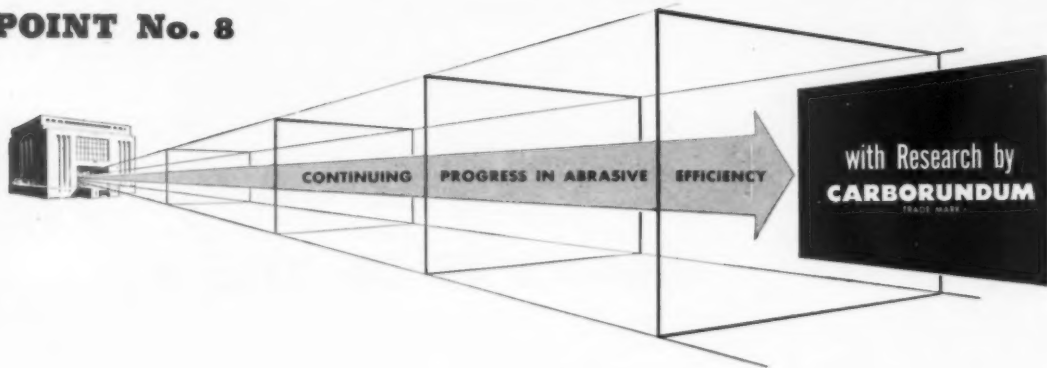 POINT No. 8
CONTINUING PROGRESS IN ABRASIVE EFFICIENCY
with Research by
CARBORUNDUM
TRADE MARK